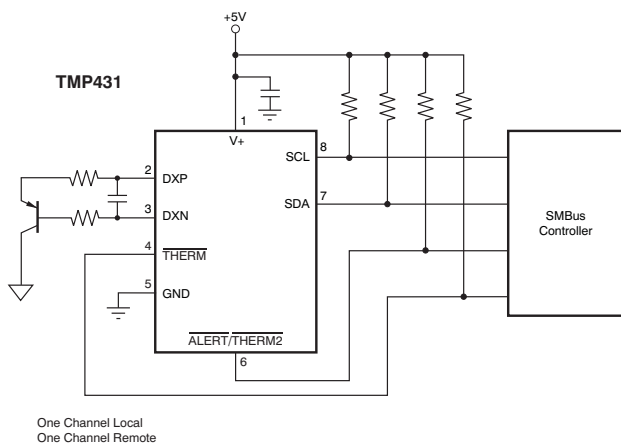 +5V
TMP431
1
V+
8
SCL
2
DXP
7
SDA
3
DXN
SMBus
Controller
4
THERM
5
GND
ALERT/THERM2
6
One Channel Local
One Channel Remote